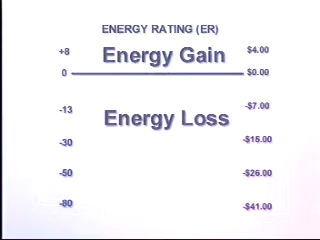 ENERGY RATING (ER)
+8 Energy Gain $4.00
0 $0.00
-13 Energy Loss -$7.00
-30 -$15.00
-50 -$26.00
-80 -$41.00